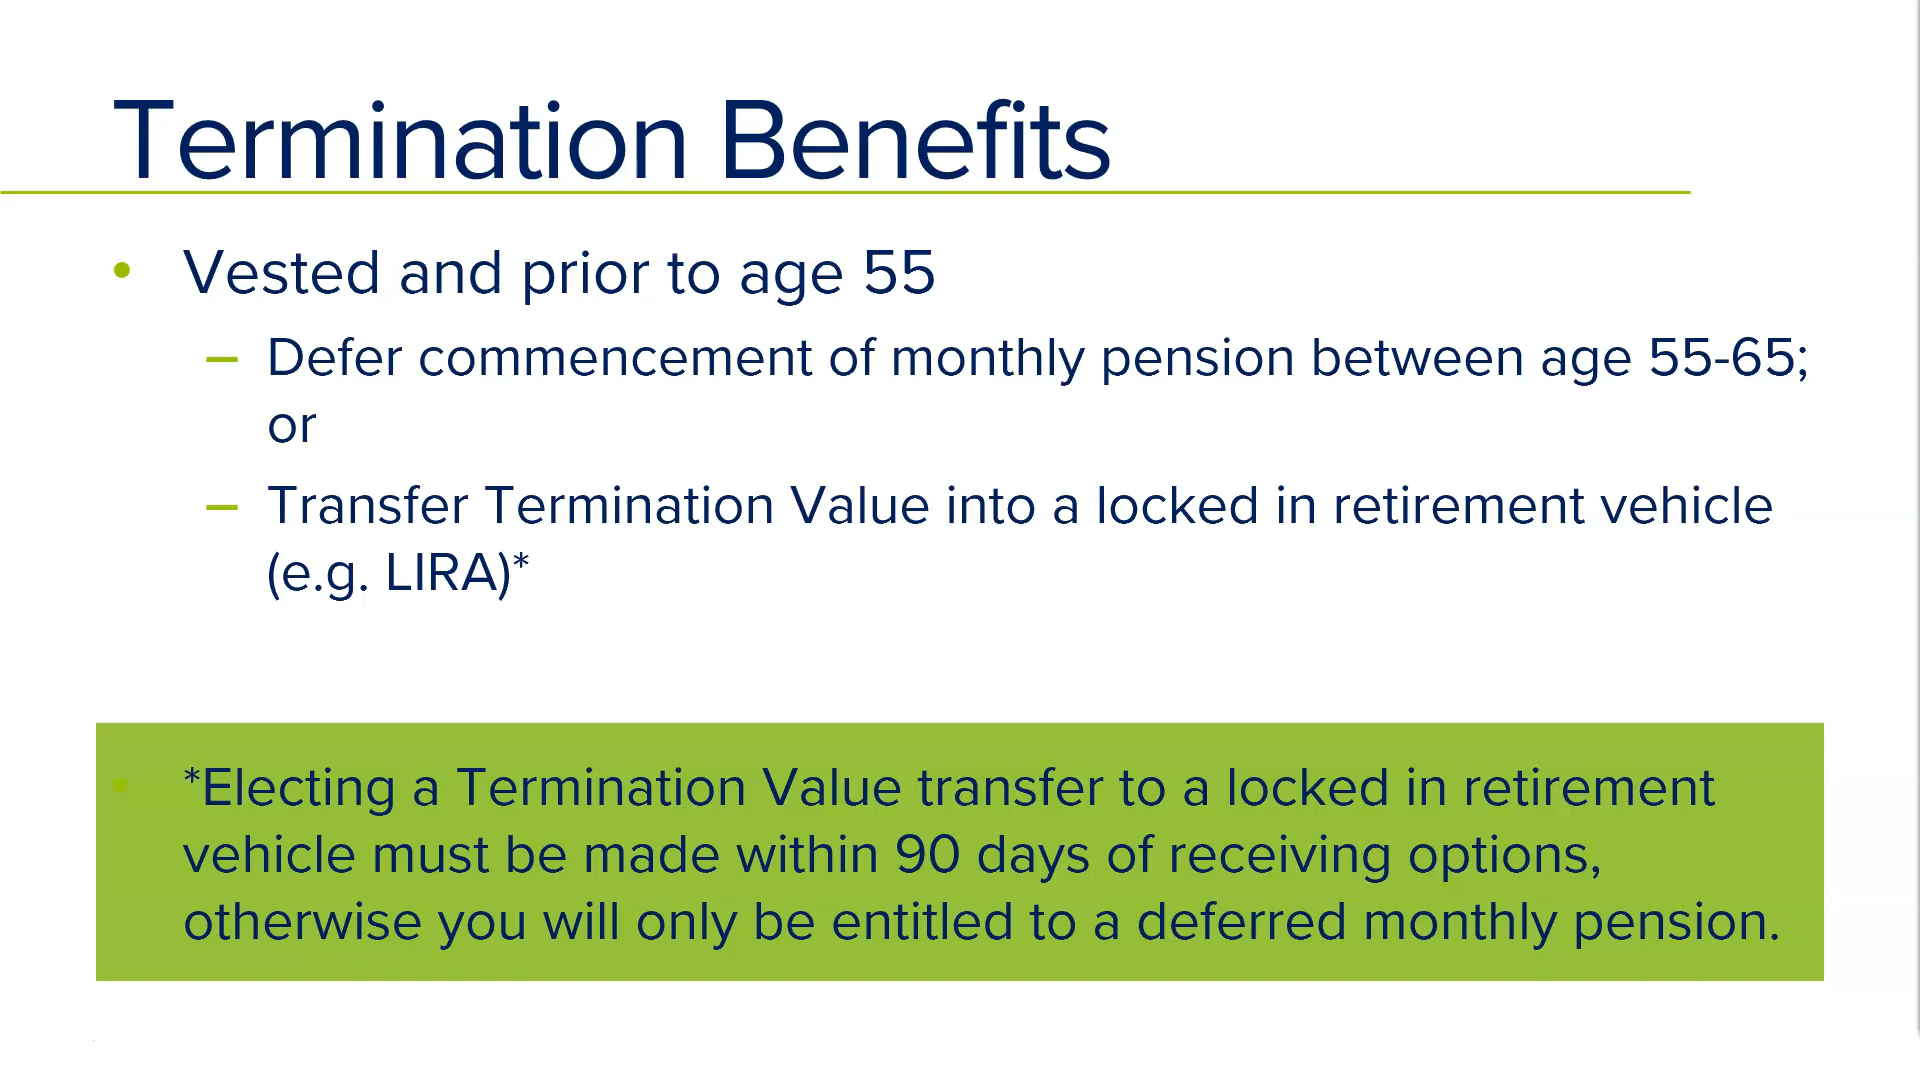 Termination Benefits
• Vested and prior to age 55
– Defer commencement of monthly pension between age 55-65;
or
– Transfer Termination Value into a locked in retirement vehicle
(e.g. LIRA)*
• *Electing a Termination Value transfer to a locked in retirement
vehicle must be made within 90 days of receiving options,
otherwise you will only be entitled to a deferred monthly pension.